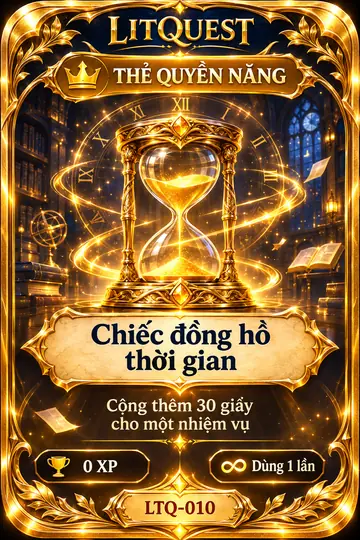 LITQUEST
THẺ QUYỀN NĂNG
XII
Chiếc đồng hồ
thời gian
Cộng thêm 30 giây
cho một nhiệm vụ
0 XP
Dùng 1 lần
LTQ-010